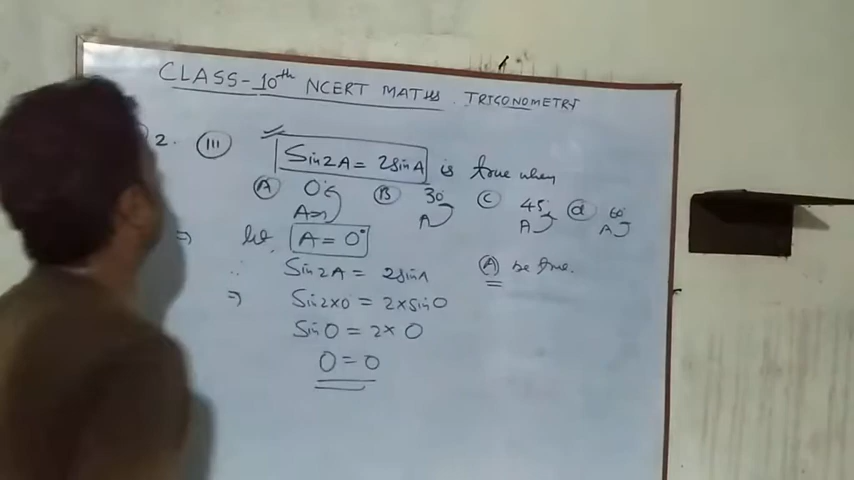 CLASS-10th NCERT MATHS. TRIGONOMETRY
2. III Sin2A = 2sinA is true when
A 0° B 30° C 45° d 60°
A=) A A A
⇒ let. A = 0°
∴ Sin2A = 2sinA A be true.
⇒ Sin2×0 = 2×sin0
Sin0 = 2× 0
0 = 0